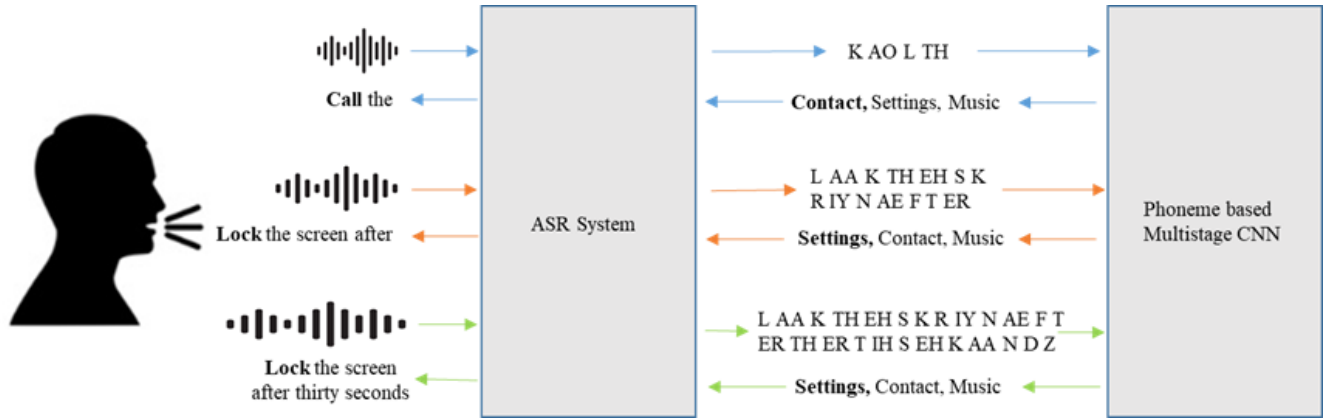 K AO L TH
Call the
Contact, Settings, Music
L AA K TH EH S K
R IY N AE F T ER
ASR System
Phoneme based
Multistage CNN
Lock the screen after
Settings, Contact, Music
L AA K TH EH S K R IY N AE F T
ER TH ER T IH S EH K AA N D Z
Lock the screen
after thirty seconds
Settings, Contact, Music